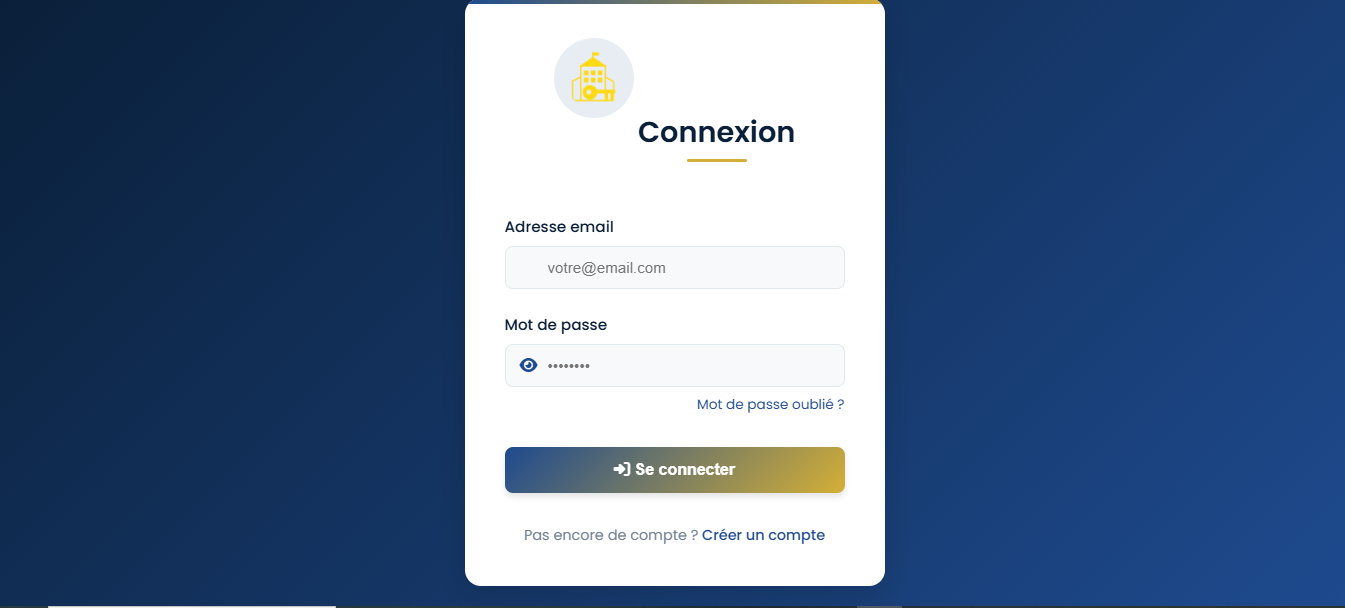 Connexion
Adresse email
votre@email.com
Mot de passe
••••••••
Mot de passe oublié ?
Se connecter
Pas encore de compte ? Créer un compte